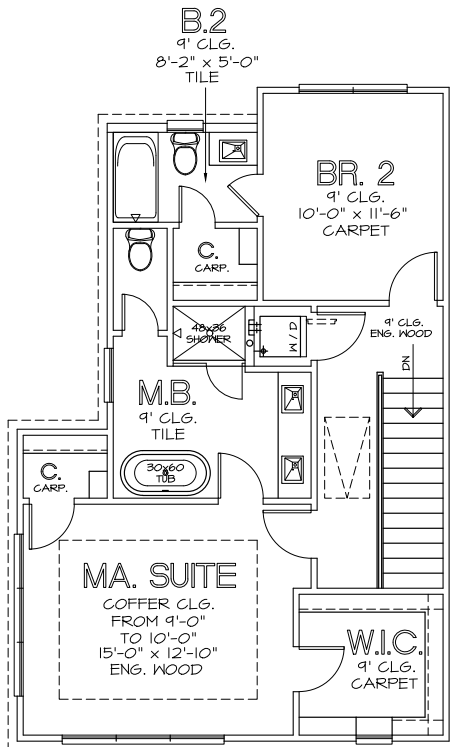 B.2
9' CLG.
8'-2" x 5'-0"
TILE
BR. 2
9' CLG.
10'-0" x 11'-6"
CARPET
C.
CARP.
48x36
SHOWER
D/W
9' CLG.
ENG. WOOD
DN
M.B.
9' CLG.
TILE
30x60
TUB
C.
CARP.
MA. SUITE
COFFER CLG.
FROM 9'-0"
TO 10'-0"
15'-0" x 12'-10"
ENG. WOOD
W.I.C.
9' CLG.
CARPET